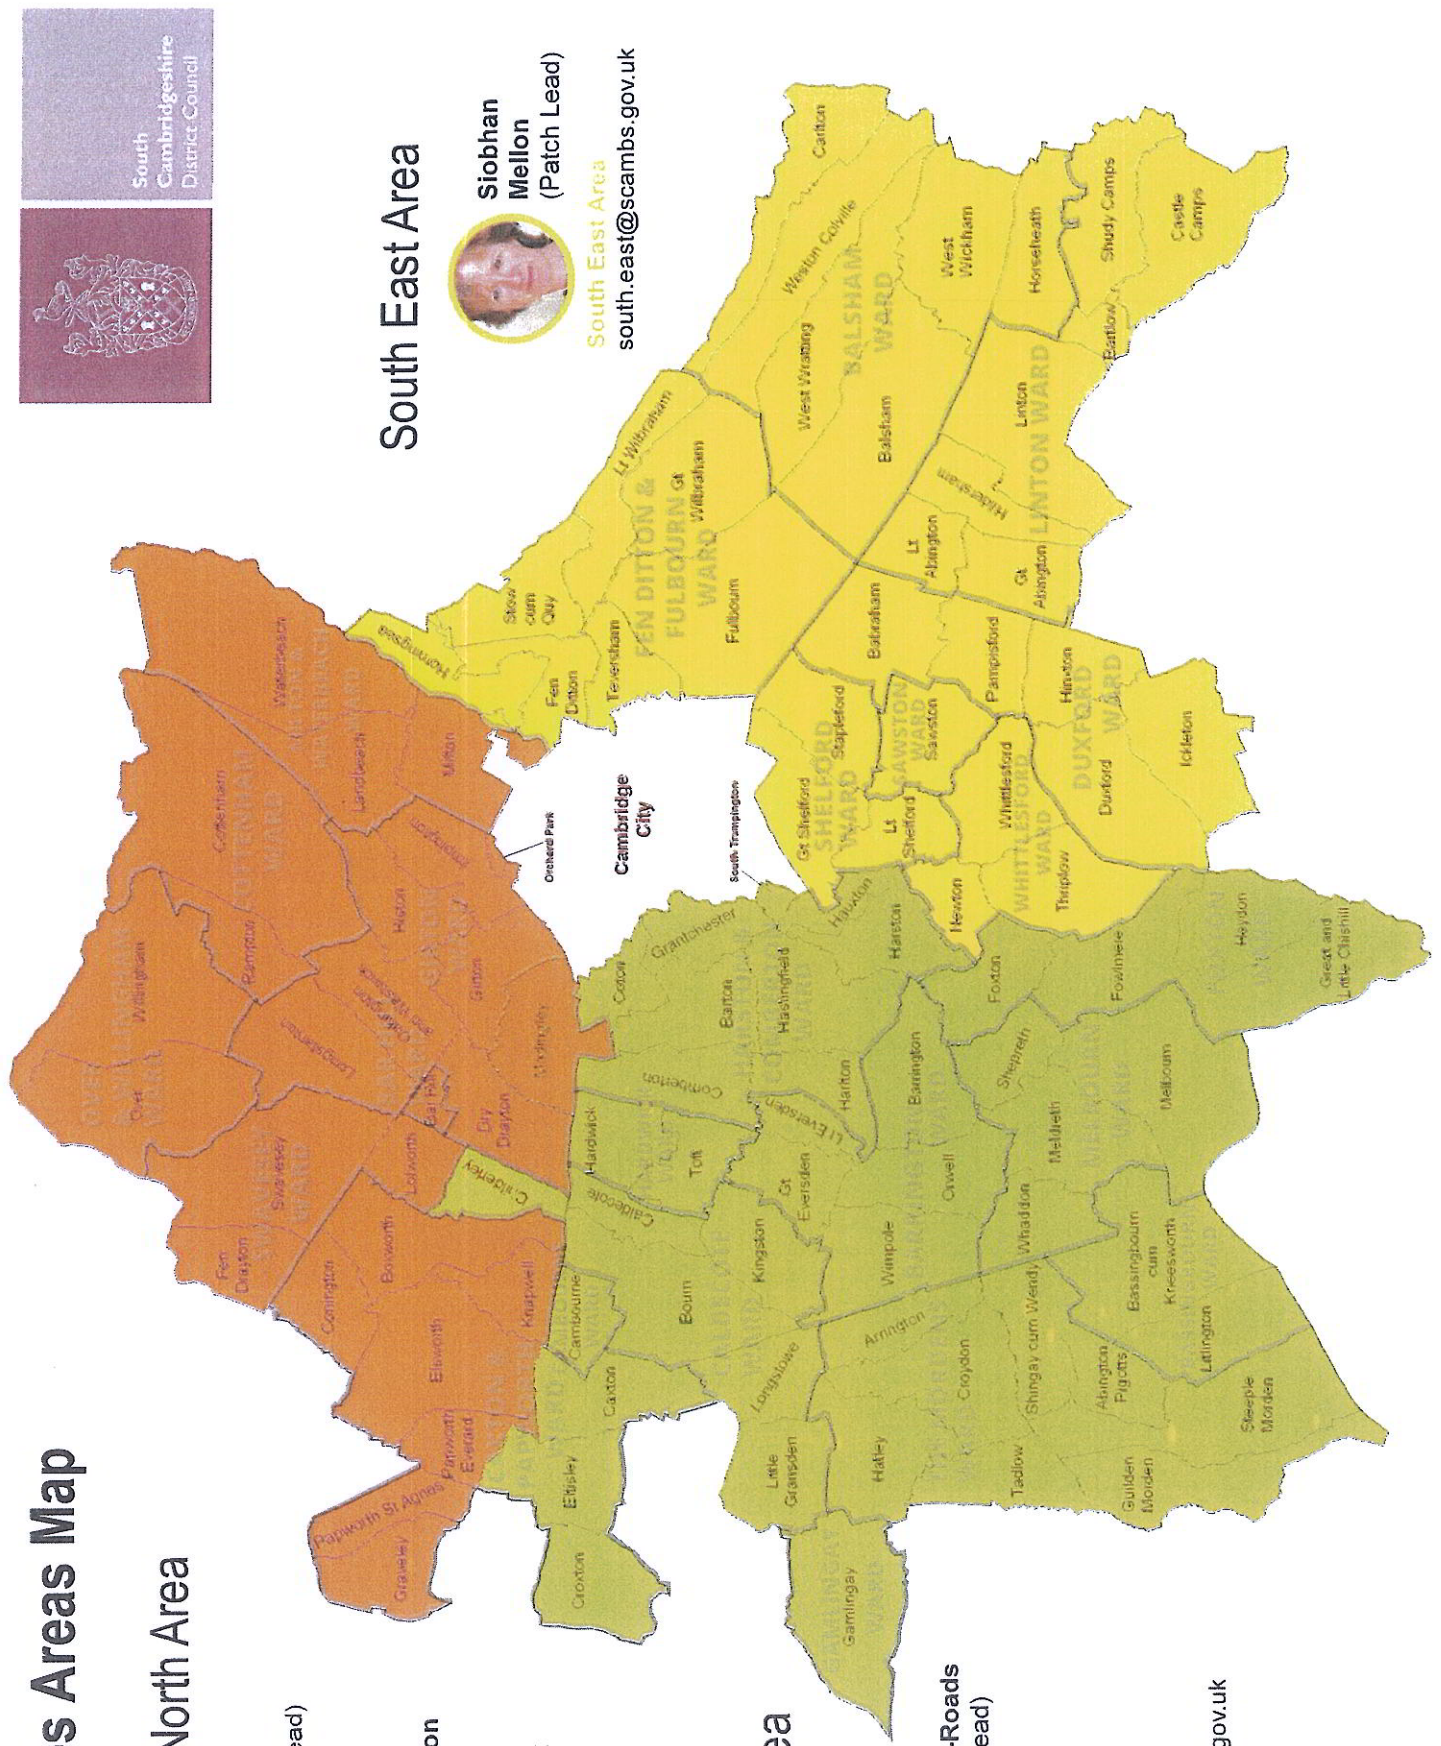 s Areas Map
North Area
ead)
on
ea
-Roads
ead)
gov.uk
South
Cambridgeshire
District Council
South East Area
Siobhan
Mellon
(Patch Lead)
South East Area
south.east@scambs.gov.uk
Graveley
Papworth St Agnes
Papworth
Everard
Elsworth
Conington
Boxworth
Knapwell
Fen
Drayton
Swavesey
WARD
Lolworth
Bar Hill
Dry
Drayton
Over
WARD
Willingham
Longstanton
Rampton
Cottenham
COTTENHAM
WARD
Histon
Girton
Madingley
Impington
Landbeach
WARD
Milton
Waterbeach
Childerley
Orchard Park
Cambridge
City
South Trumpington
Horningsea
Stow
cum
Quy
Fen
Ditton
Teversham
FEN DITTON &
FULBOURN
WARD
Lt Wilbraham
Gt
Wilbraham
Fulbourn
Carlton
Weston Colville
West Wratting
BALSHAM
WARD
Balsham
West
Wickham
Horseheath
Shudy Camps
Castle
Camps
Bartlow
Linton
LINTON WARD
Hildersham
Lt
Abington
Gt
Abington
Babraham
Pampisford
Hinxton
DUXFORD
WARD
Duxford
Ickleton
Stapleford
Gt Shelford
SHELFORD
WARD
SAWSTON
WARD
Sawston
Lt
Shelford
Whittlesford
WHITTLESFORD
WARD
Thriplow
Newton
Croxton
Eltisley
Caxton
Cambourne
WARD
Bourn
Caldecote
CALDECOTE
WARD
Hardwick
Toft
Kingston
Gt
Eversden
Lt Eversden
Comberton
Coton
Barton
Grantchester
Haslingfield
WARD
Harlton
Hauxton
Harston
Barrington
Orwell
BARRINGTON WARD
Wimpole
Arrington
Longstowe
Little
Gransden
Hatley
Gamlingay
GAMLINGAY
WARD
Croydon
Tadlow
Shingay cum Wendy
Whaddon
Meldreth
Shepreth
Foxton
Fowlmere
Melbourn
WARD
Heydon
Great and
Little Chishill
Bassingbourn
cum
Kneesworth
Litlington
Abington
Pigotts
Guilden
Morden
Steeple
Morden